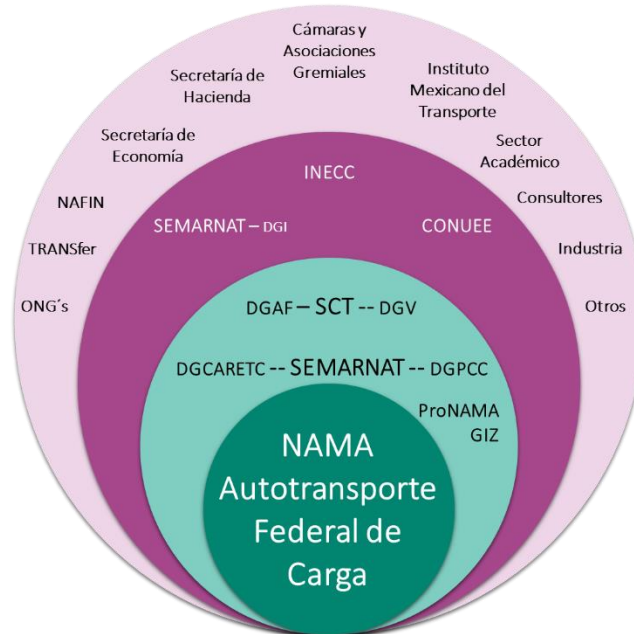 Cámaras y
Asociaciones
Gremiales
Secretaría de
Hacienda
Instituto
Mexicano del
Transporte
Secretaría de
Economía
Sector
Académico
NAFIN
Consultores
TRANSfer
Industria
ONG´s
Otros
INECC
SEMARNAT – DGI
CONUEE
DGAF – SCT -- DGV
DGCARETC -- SEMARNAT -- DGPCC
ProNAMA
GIZ
NAMA
Autotransporte
Federal de
Carga